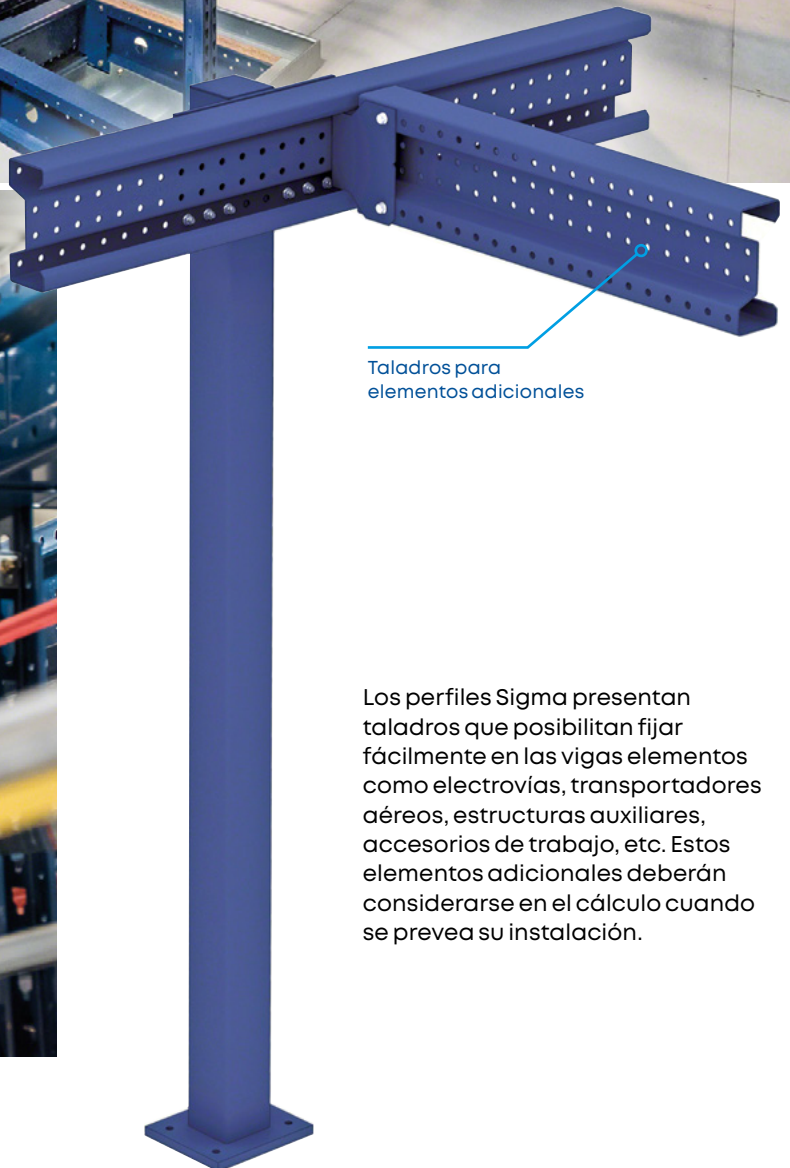 Taladros para
elementos adicionales
Los perfiles Sigma presentan
taladros que posibilitan fijar
fácilmente en las vigas elementos
como electrovías, transportadores
aéreos, estructuras auxiliares,
accesorios de trabajo, etc. Estos
elementos adicionales deberán
considerarse en el cálculo cuando
se prevea su instalación.